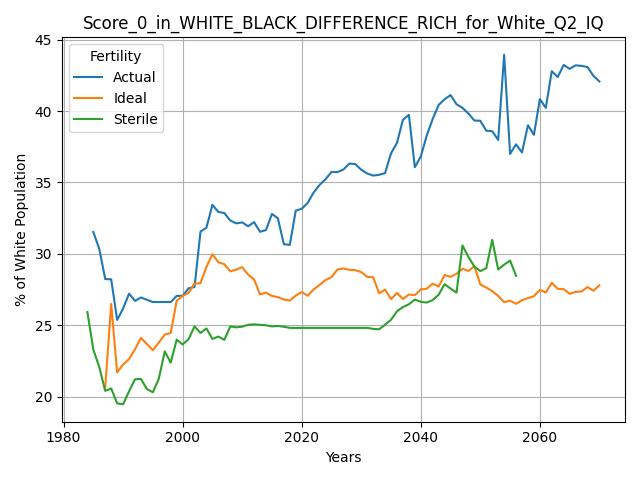 Score_0_in_WHITE_BLACK_DIFFERENCE_RICH_for_White_Q2_IQ
Fertility
Actual
Ideal
Sterile
% of White Population
45
40
35
30
25
20
1980
2000
2020
2040
2060
Years